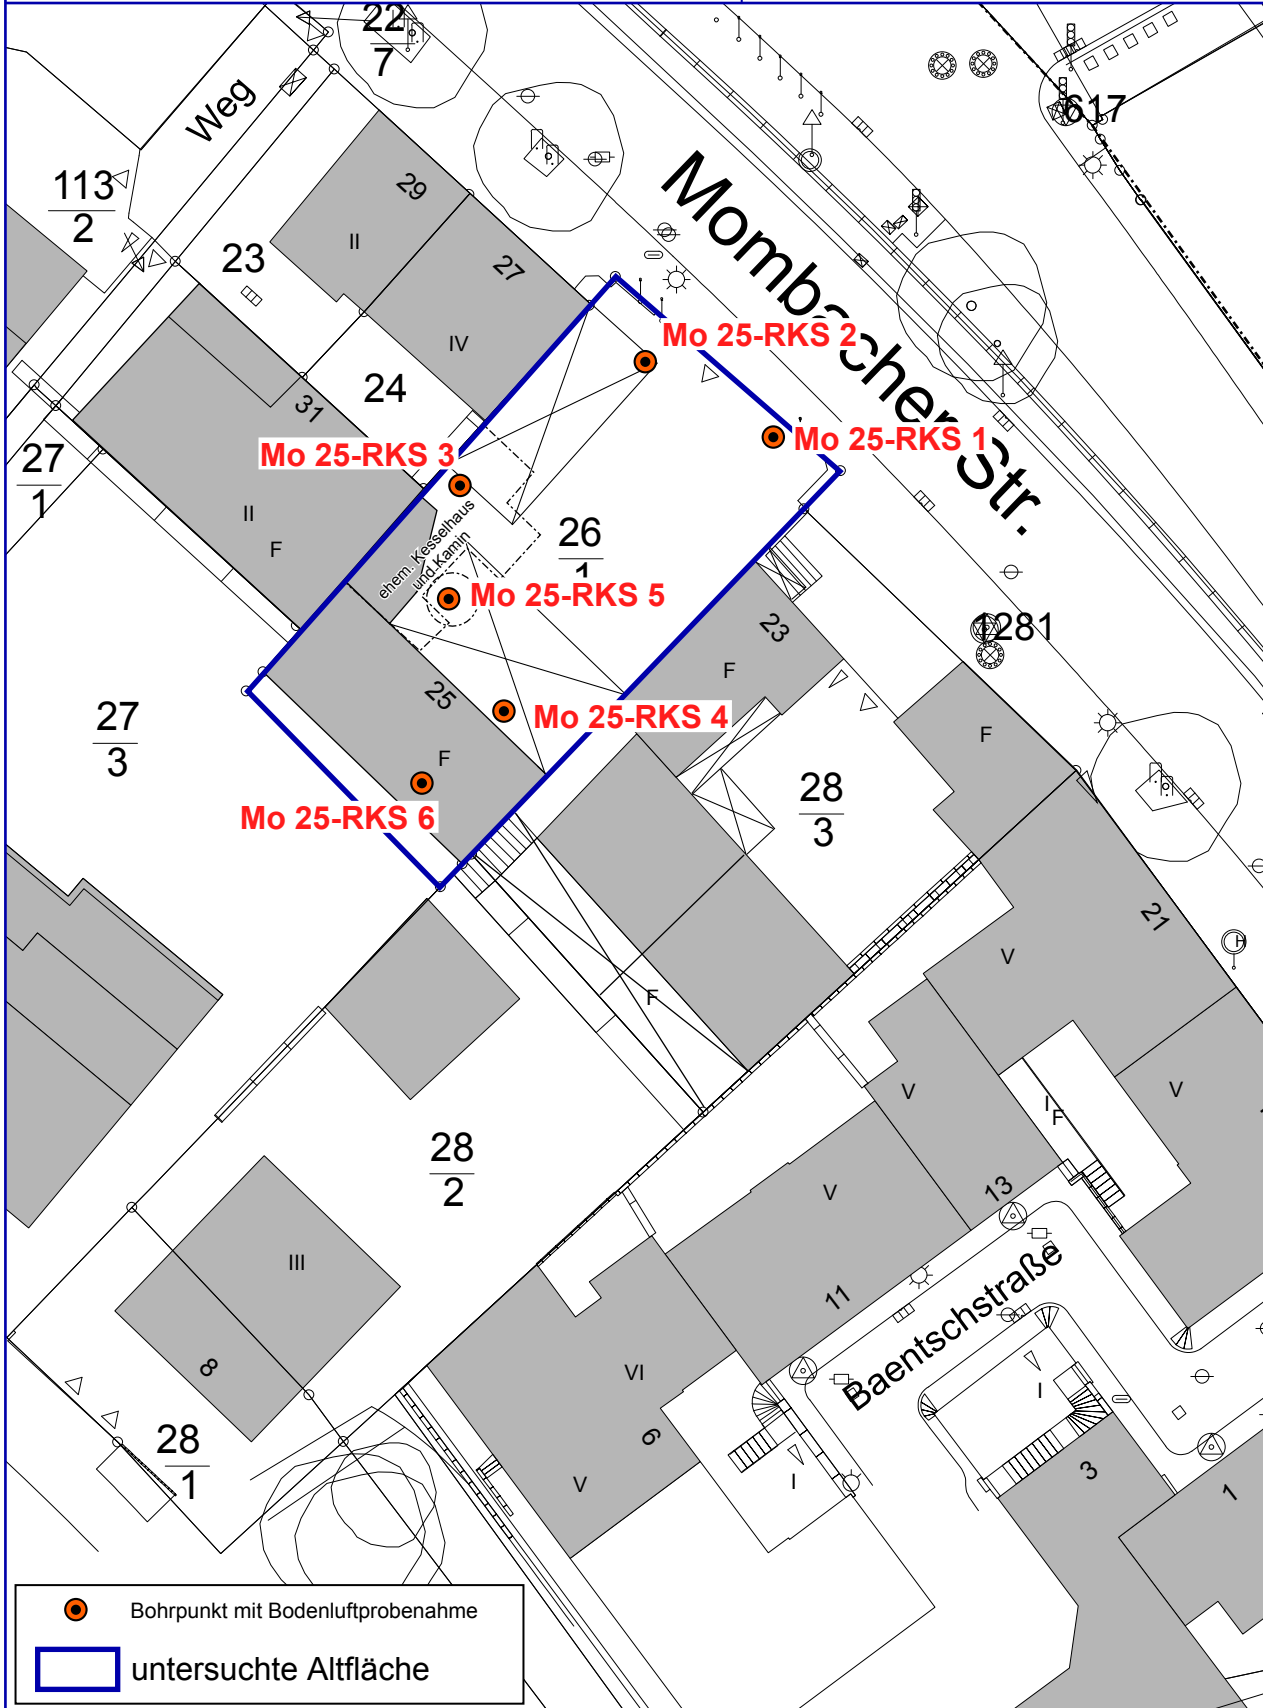 22
7
Weg
617
113
2
29
II
23
27
Mombacher Str.
IV
Mo 25-RKS 2
24
31
Mo 25-RKS 1
Mo 25-RKS 3
27
1
II
F
ehem. Kesselhaus
und Kamin
26
1
Mo 25-RKS 5
23
1281
F
25
Mo 25-RKS 4
27
3
F
F
28
3
Mo 25-RKS 6
21
H
V
F
V
I
F
V
28
2
V
13
III
11
Baentschstraße
8
VI
I
28
1
9
V
I
3
1
Bohrpunkt mit Bodenluftprobenahme
untersuchte Altfläche